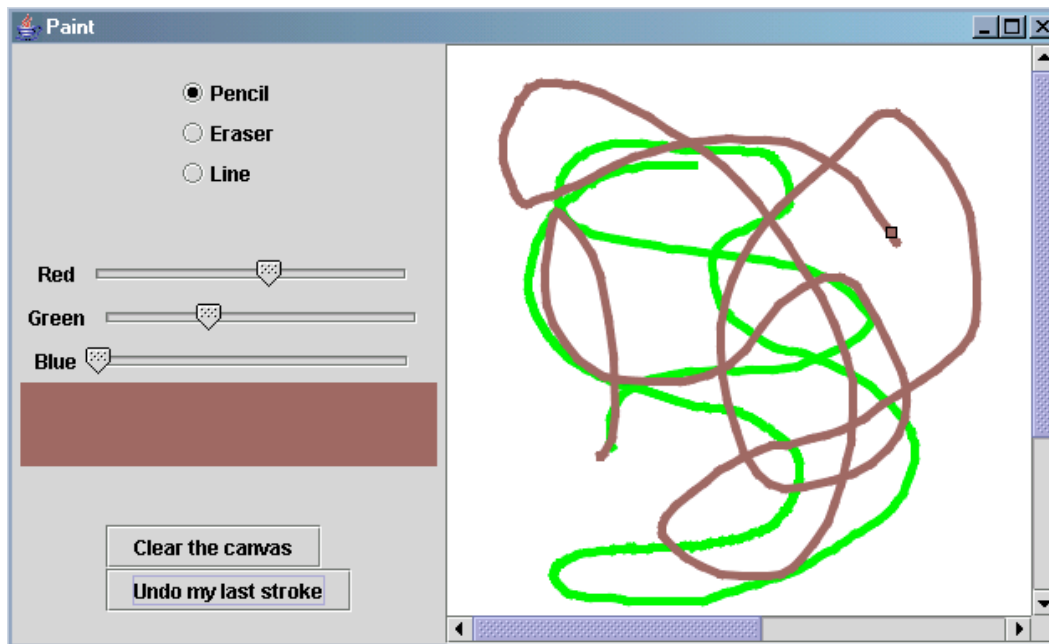 Paint
Pencil
Eraser
Line
Red
Green
Blue
Clear the canvas
Undo my last stroke